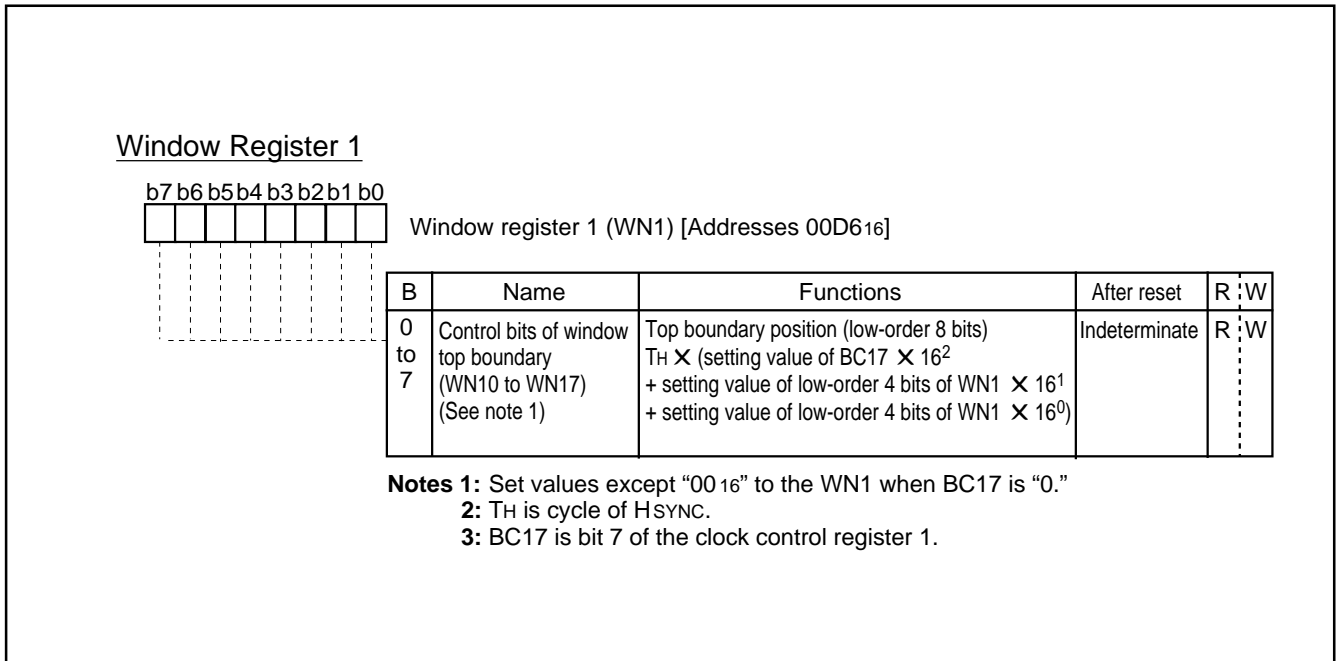 Window Register 1
b7 b6 b5 b4 b3 b2 b1 b0
Window register 1 (WN1) [Addresses 00D616]
B Name Functions After reset R W
0 to 7
Control bits of window
top boundary
(WN10 to WN17)
(See note 1)
Top boundary position (low-order 8 bits)
TH × (setting value of BC17 × 16²
+ setting value of low-order 4 bits of WN1 × 16¹
+ setting value of low-order 4 bits of WN1 × 16⁰)
Indeterminate
R W
Notes 1: Set values except “0016” to the WN1 when BC17 is “0.”
2: TH is cycle of HSYNC.
3: BC17 is bit 7 of the clock control register 1.